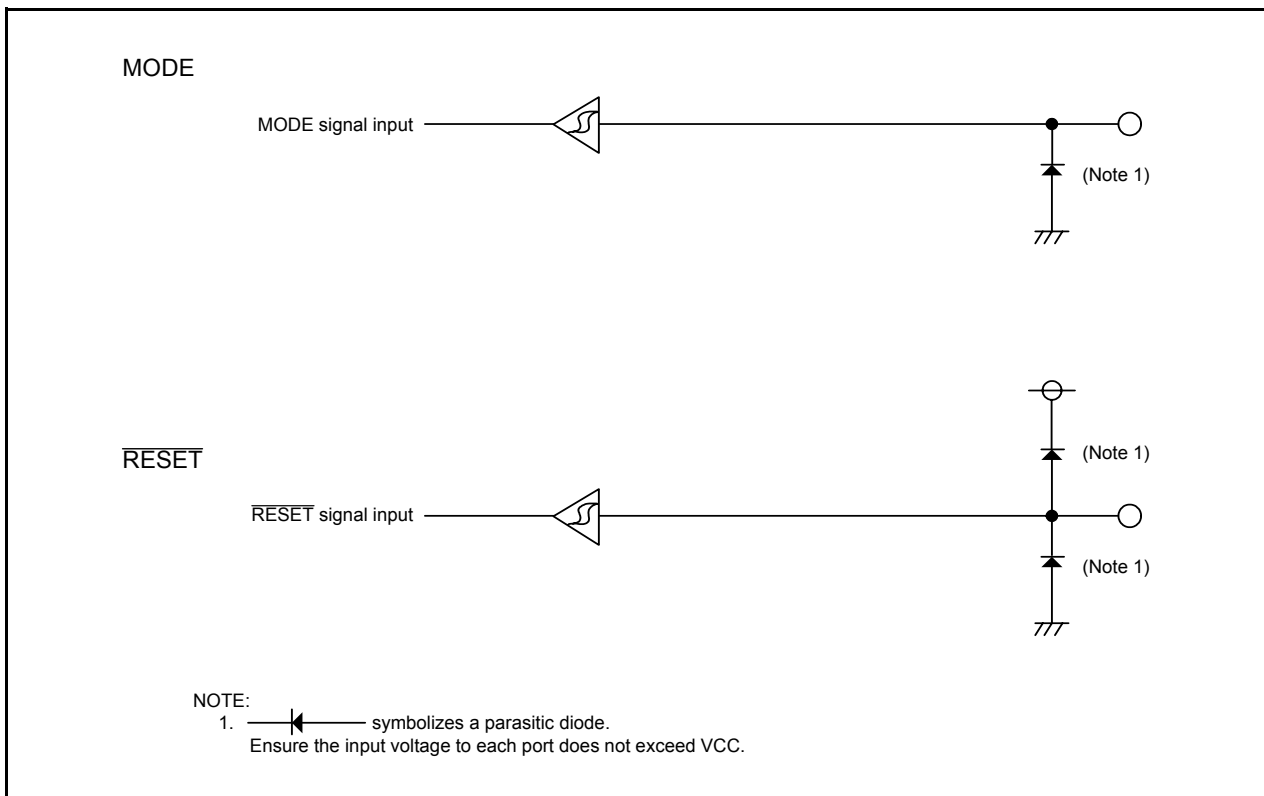 MODE
MODE signal input
(Note 1)
(Note 1)
RESET
RESET signal input
(Note 1)
NOTE:
1. symbolizes a parasitic diode.
Ensure the input voltage to each port does not exceed VCC.